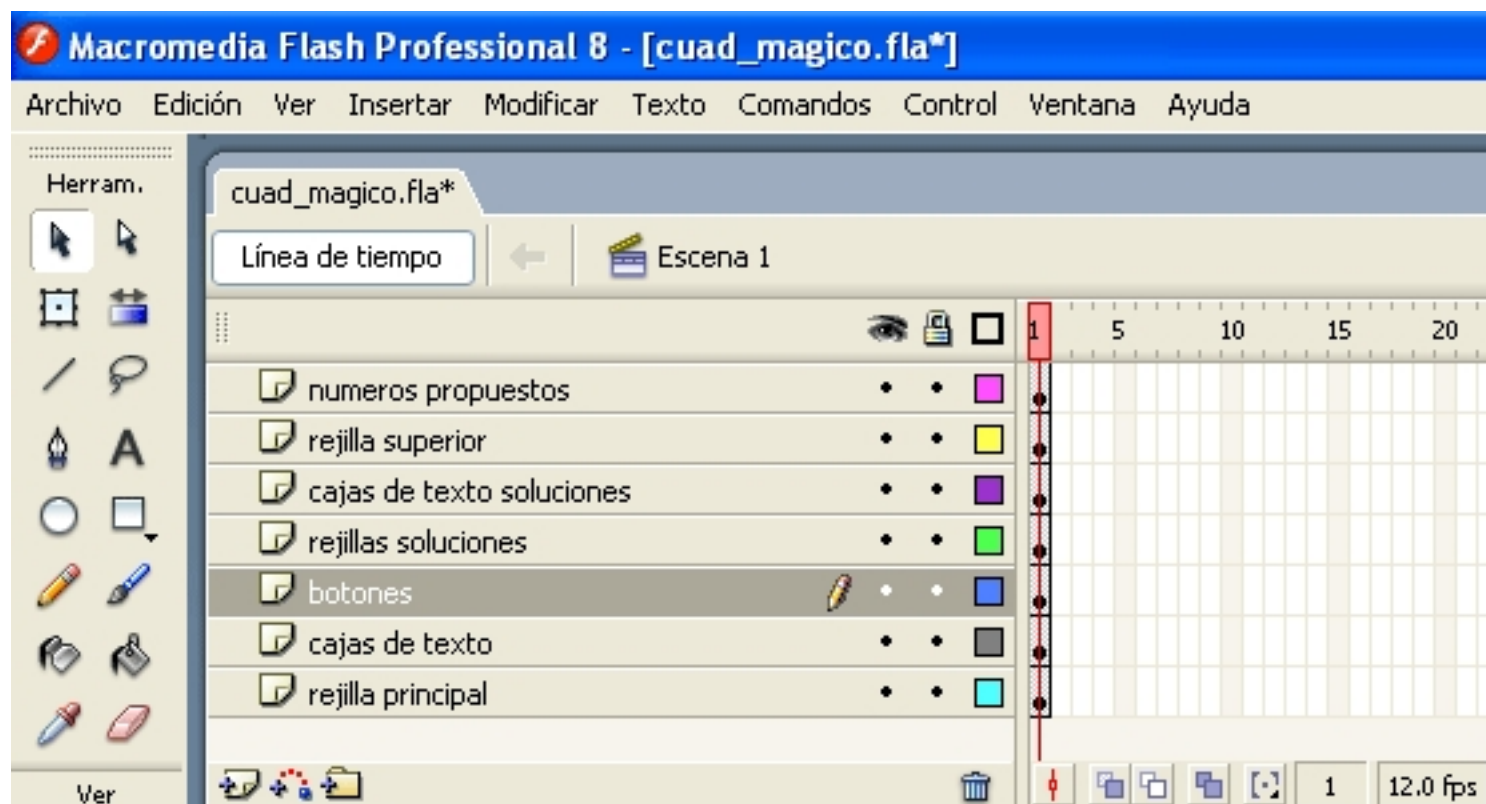 Macromedia Flash Professional 8 - [cuad_magico.fla*]
Archivo Edición Ver Insertar Modificar Texto Comandos Control Ventana Ayuda
Herram.
cuad_magico.fla*
Línea de tiempo
Escena 1
1 5 10 15 20
numeros propuestos
rejilla superior
cajas de texto soluciones
rejillas soluciones
botones
cajas de texto
rejilla principal
Ver
1 12.0 fps